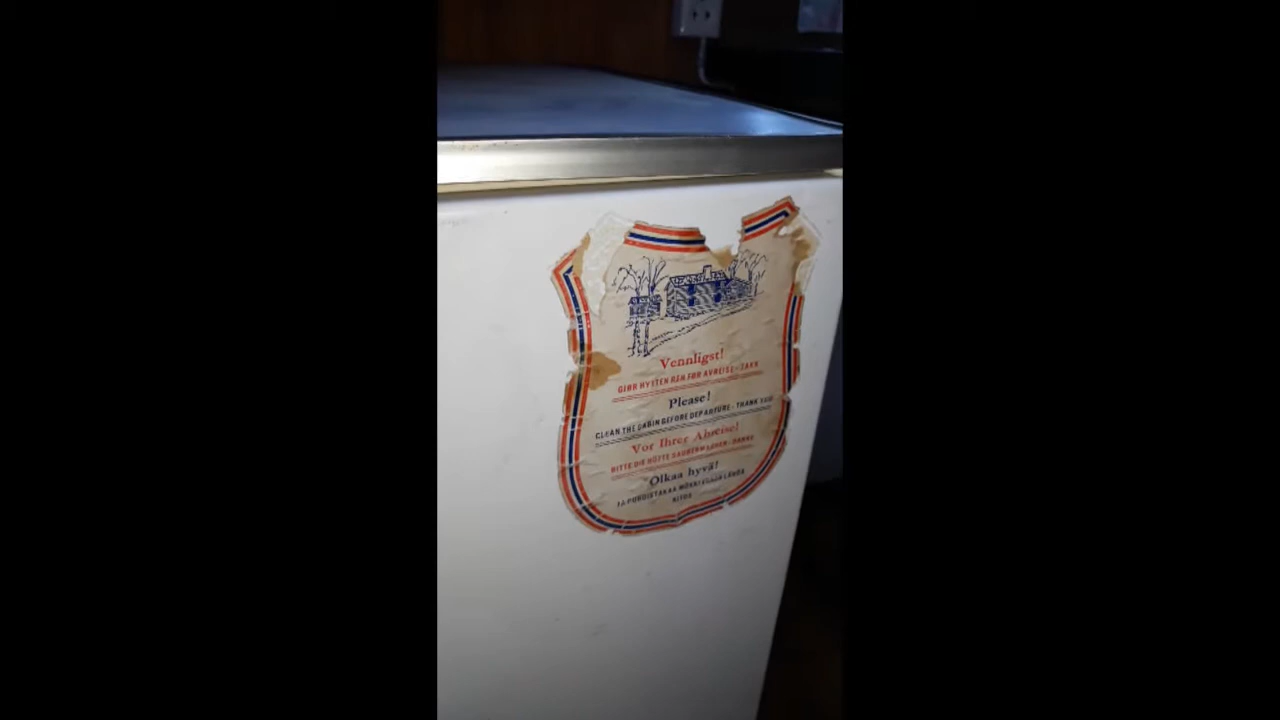 Vennligst!
GJØR HYTTEN REN FØR AVREISE - TAKK
Please!
CLEAN THE CABIN BEFORE DEPARTURE - THANK YOU
Vor Ihrer Abreise!
BITTE DIE HÜTTE SAUBERMACHEN - DANKE
Olkaa hyvä!
KIITOS